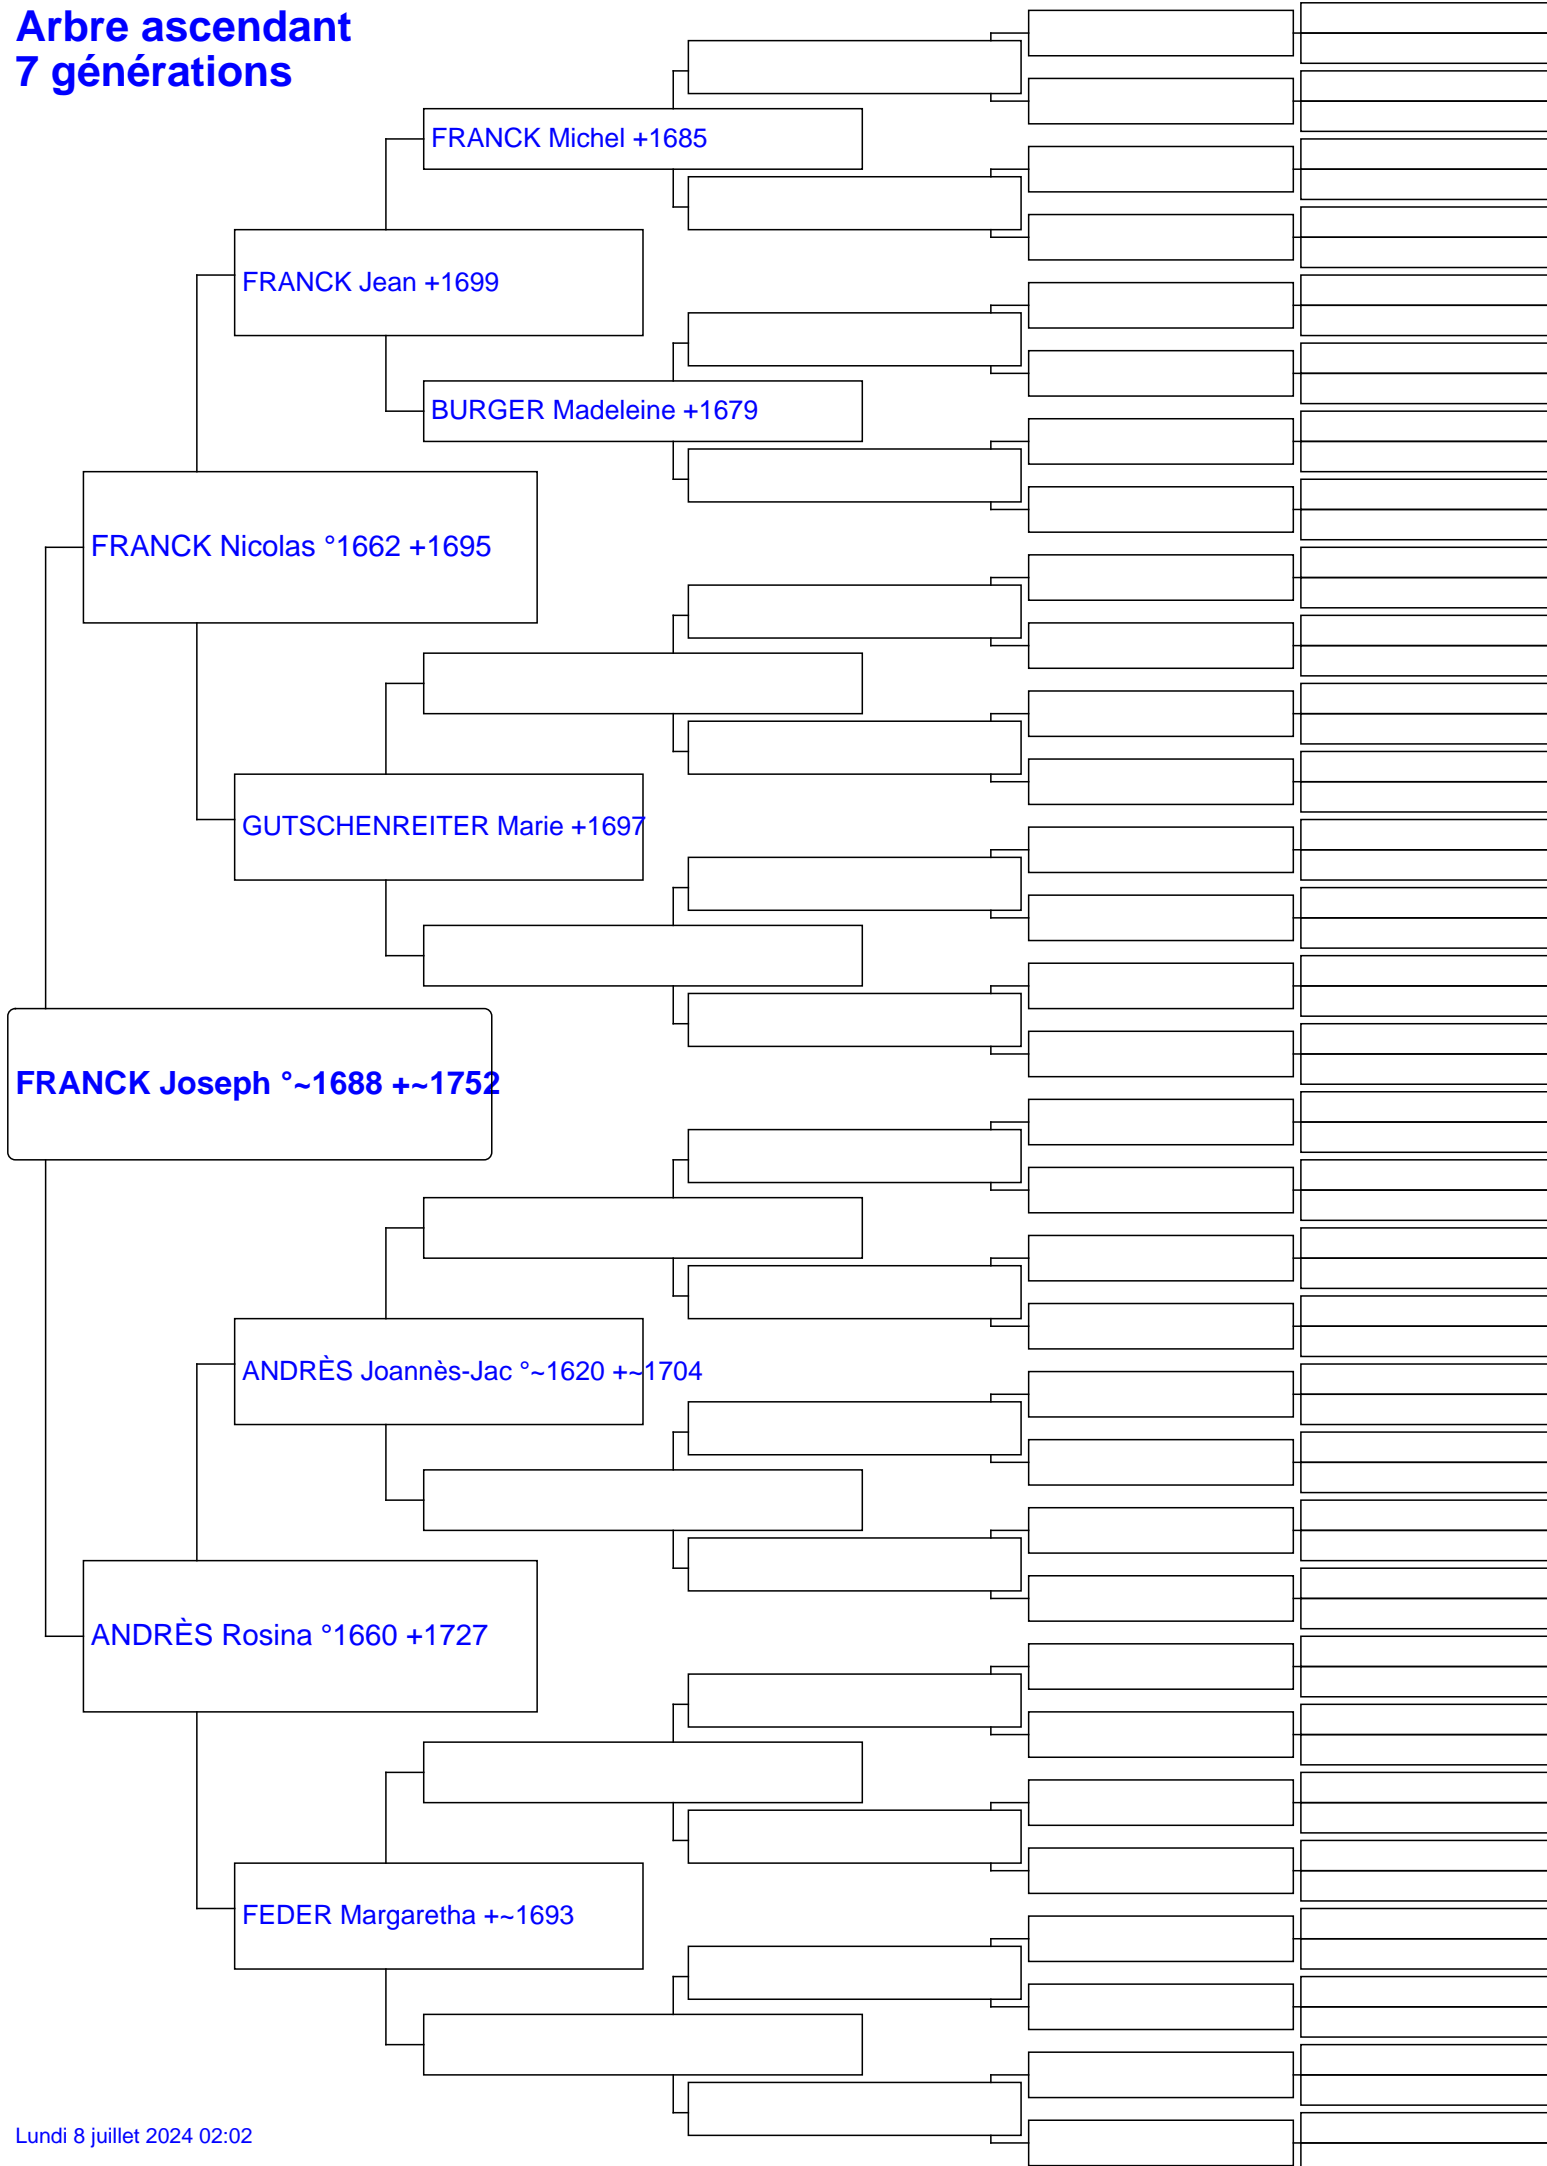 Arbre ascendant
7 générations
FRANCK Michel +1685
FRANCK Jean +1699
BURGER Madeleine +1679
FRANCK Nicolas °1662 +1695
GUTSCHENREITER Marie +1697
FRANCK Joseph °~1688 +~1752
ANDRÈS Joannès-Jac °~1620 +~1704
ANDRÈS Rosina °1660 +1727
FEDER Margaretha +~1693
Lundi 8 juillet 2024 02:02